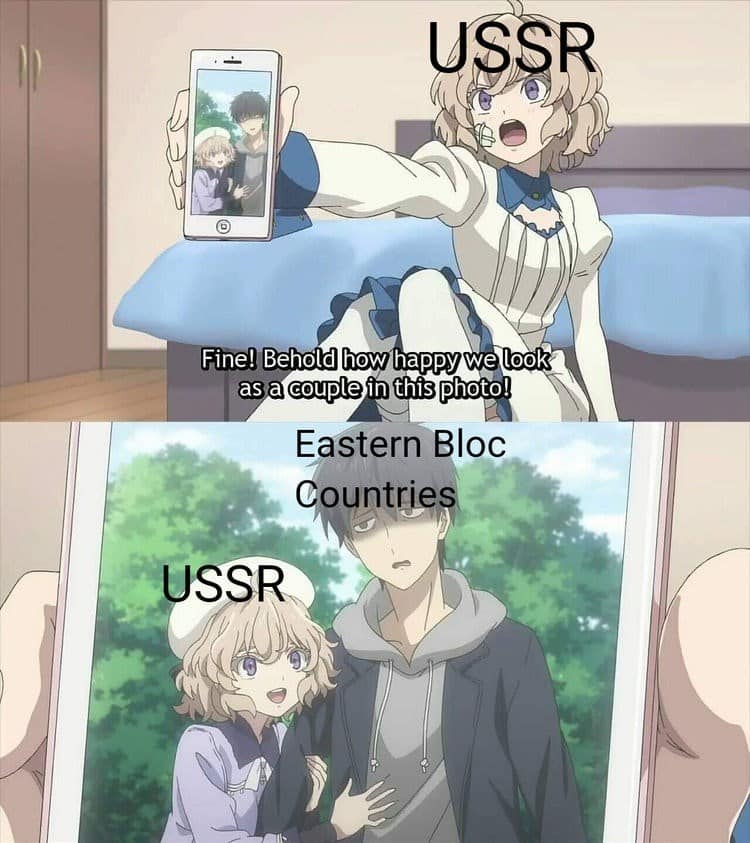 USSR
Fine! Behold how happy we look
as a couple in this photo!
Eastern Bloc
Countries
USSR